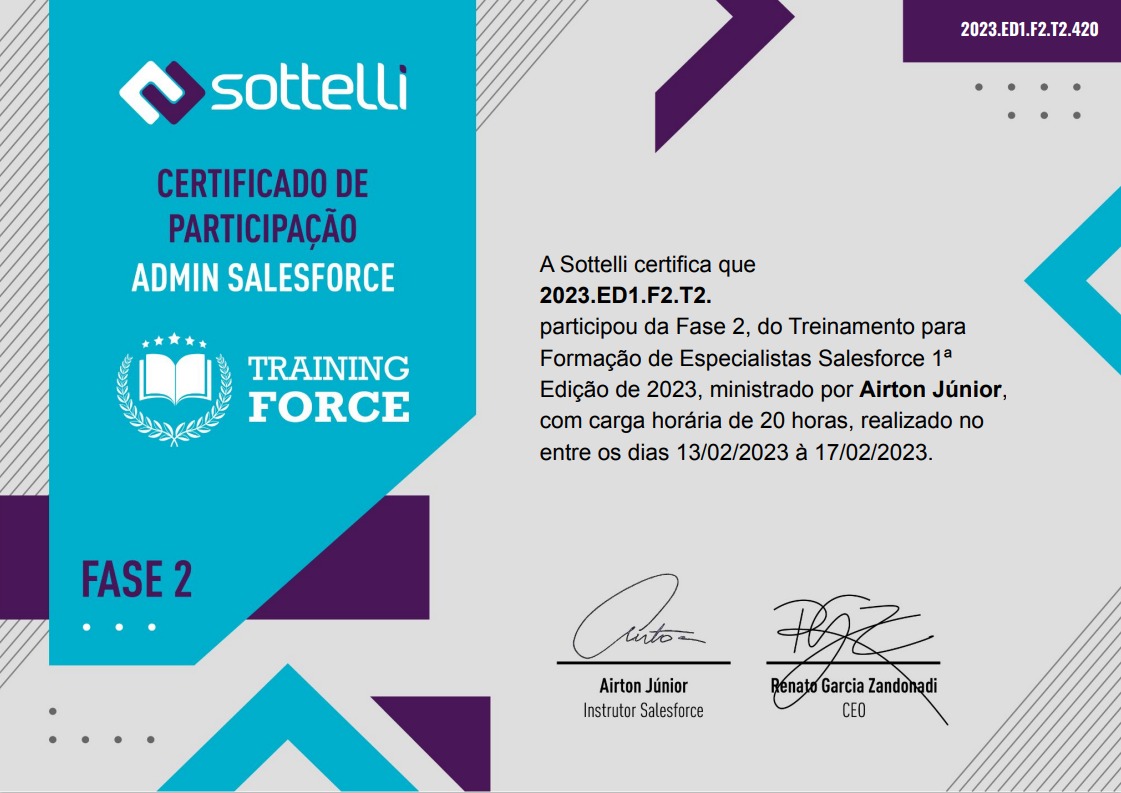 2023.ED1.F2.T2.420
sottelli
CERTIFICADO DE
PARTICIPAÇÃO
ADMIN SALESFORCE
TRAINING
FORCE
FASE 2
A Sottelli certifica que
2023.ED1.F2.T2.
participou da Fase 2, do Treinamento para
Formação de Especialistas Salesforce 1ª
Edição de 2023, ministrado por Airton Júnior,
com carga horária de 20 horas, realizado no
entre os dias 13/02/2023 à 17/02/2023.
Airton Júnior
Instrutor Salesforce
Renato Garcia Zandonadi
CEO